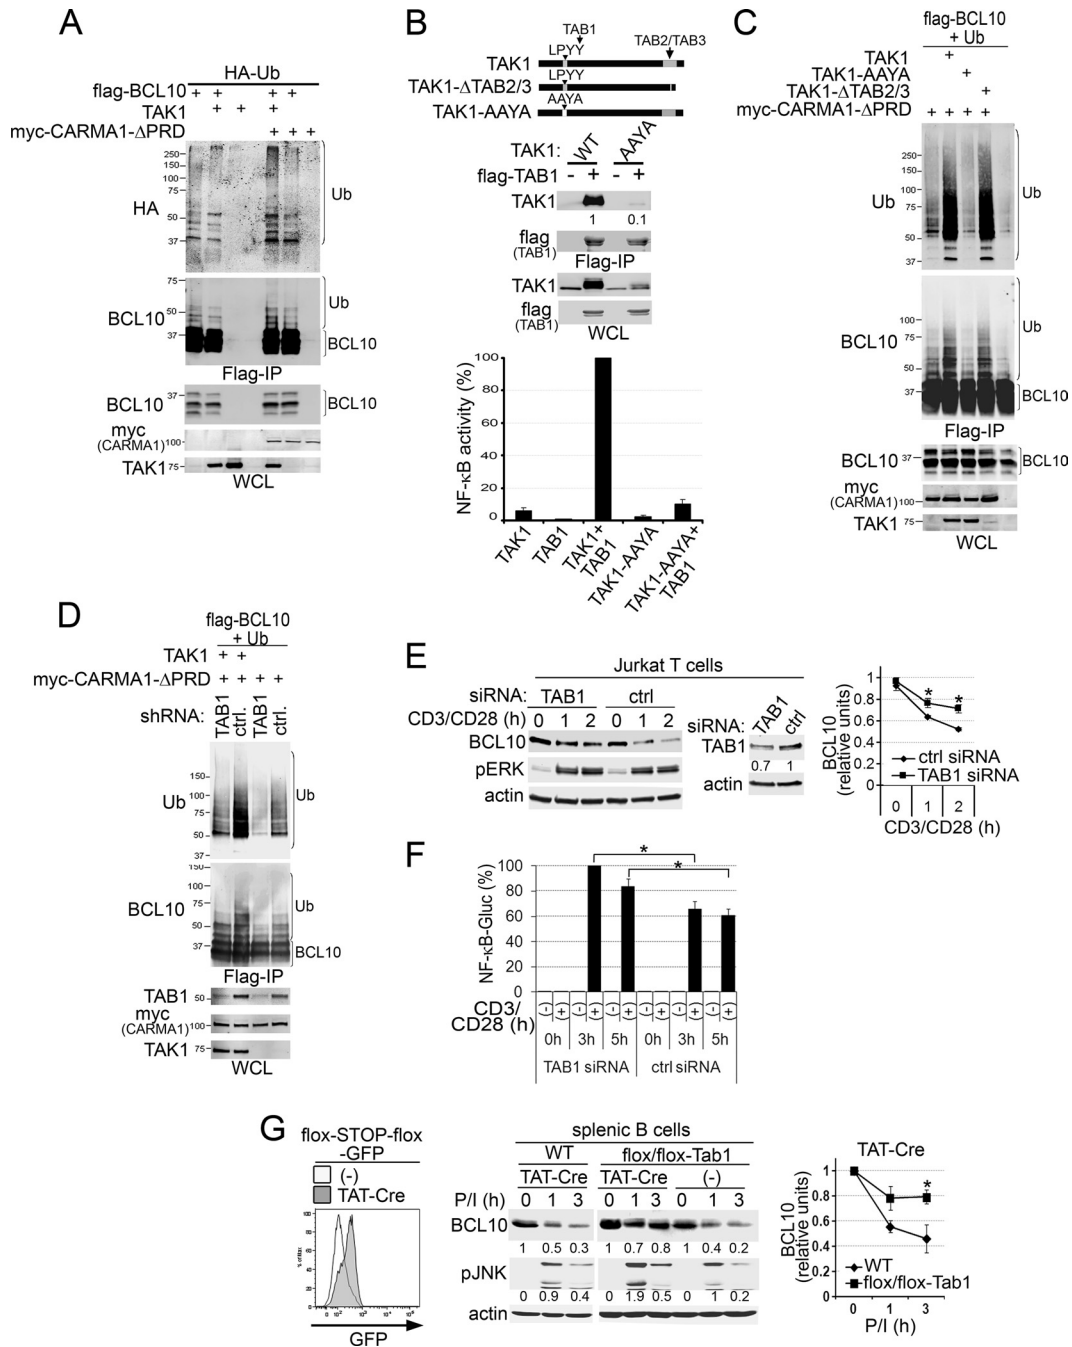 A
HA-Ub
flag-BCL10 + + + +
TAK1 + + +
myc-CARMA1-ΔPRD + + +
HA
250
150
100
75
50
37
Ub
BCL10
75
50
37
Ub
BCL10
Flag-IP
BCL10 37 BCL10
myc
(CARMA1) 100
TAK1 75
WCL
B
TAB1
TAB2/TAB3
LPYY
TAK1
LPYY
TAK1-ΔTAB2/3
AAYA
TAK1-AAYA
TAK1: WT AAYA
flag-TAB1 - + - +
TAK1
1 0.1
flag
(TAB1)
Flag-IP
TAK1
flag
(TAB1)
WCL
NF-κB activity (%)
100
80
60
40
20
0
TAK1
TAB1
TAK1+
TAB1
TAK1-AAYA
TAK1-AAYA+
TAB1
C
flag-BCL10
+ Ub
TAK1 +
TAK1-AAYA +
TAK1-ΔTAB2/3 +
myc-CARMA1-ΔPRD + + + +
Ub
250
150
100
75
50
37
Ub
BCL10
100
75
50
37
Ub
BCL10
Flag-IP
BCL10 37 BCL10
myc
(CARMA1) 100
TAK1 75
WCL
D
flag-BCL10
+ Ub
TAK1 + +
myc-CARMA1-ΔPRD + + + +
shRNA: TAB1 ctrl. TAB1 ctrl.
Ub
150
100
75
50
37
Ub
BCL10
150
100
75
50
37
Ub
BCL10
Flag-IP
TAB1 50
myc
(CARMA1) 100
TAK1 75
WCL
E
Jurkat T cells
siRNA: TAB1 ctrl
CD3/CD28 (h) 0 1 2 0 1 2
BCL10
pERK
actin
siRNA: TAB1 ctrl
TAB1
0.7 1
actin
BCL10
(relative units)
1
0.8
0.6
0.4
0.2
0
* *
ctrl siRNA
TAB1 siRNA
0 1 2
CD3/CD28 (h)
F
NF-κB-Gluc (%)
100
80
60
40
20
0
*
*
CD3/
CD28 (h)
(-) (+) (-) (+) (-) (+) (-) (+) (-) (+) (-) (+)
0h 3h 5h 0h 3h 5h
TAB1 siRNA ctrl siRNA
G
flox-STOP-flox
-GFP
(-)
TAT-Cre
% of Max
100
80
60
40
20
0
GFP
splenic B cells
WT flox/flox-Tab1
TAT-Cre TAT-Cre (-)
P/I (h) 0 1 3 0 1 3 0 1 3
BCL10
1 0.5 0.3 1 0.7 0.8 1 0.4 0.2
pJNK
0 0.9 0.4 0 1.9 0.5 0 1 0.2
actin
TAT-Cre
BCL10
(relative units)
1
0.8
0.6
0.4
0.2
0
*
WT
flox/flox-Tab1
0 1 3
P/I (h)